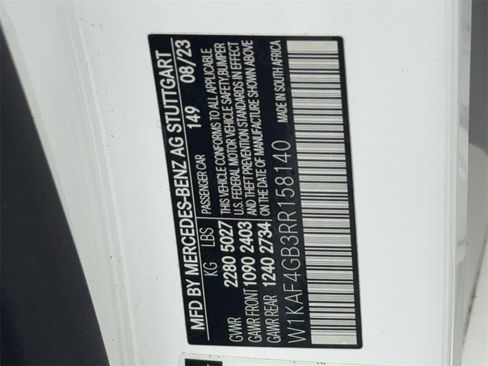 MFD BY MERCEDES-BENZ AG STUTTGART
PASSENGER CAR 149 08/23
KG LBS
GVWR 2280 5027
GAWR FRONT 1090 2403
GAWR REAR 1240 2734
THIS VEHICLE CONFORMS TO ALL APPLICABLE
U.S. FEDERAL MOTOR VEHICLE SAFETY,BUMPER
AND THEFT PREVENTION STANDARDS IN EFFECT
ON THE DATE OF MANUFACTURE SHOWN ABOVE
MADE IN SOUTH AFRICA
W1KAF4GB3RR158140